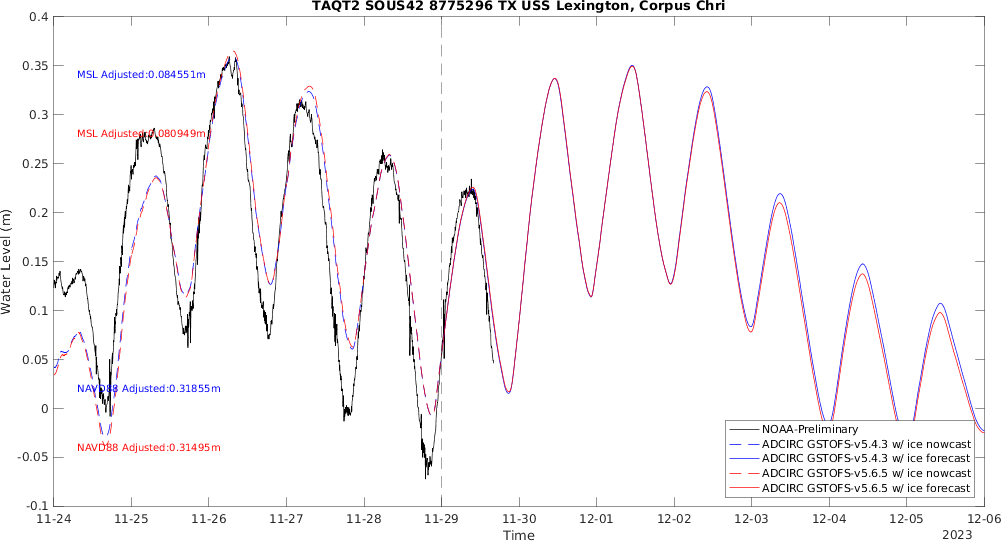 TAQT2 SOUS42 8775296 TX USS Lexington, Corpus Chri
0.4
0.35
0.3
0.25
0.2
0.15
0.1
0.05
0
-0.05
-0.1
Water Level (m)
MSL Adjusted:0.084551m
MSL Adjusted:0.080949m
NAVD88 Adjusted:0.31855m
NAVD88 Adjusted:0.31495m
NOAA-Preliminary
ADCIRC GSTOFS-v5.4.3 w/ ice nowcast
ADCIRC GSTOFS-v5.4.3 w/ ice forecast
ADCIRC GSTOFS-v5.6.5 w/ ice nowcast
ADCIRC GSTOFS-v5.6.5 w/ ice forecast
11-24 11-25 11-26 11-27 11-28 11-29 11-30 12-01 12-02 12-03 12-04 12-05 12-06
Time
2023